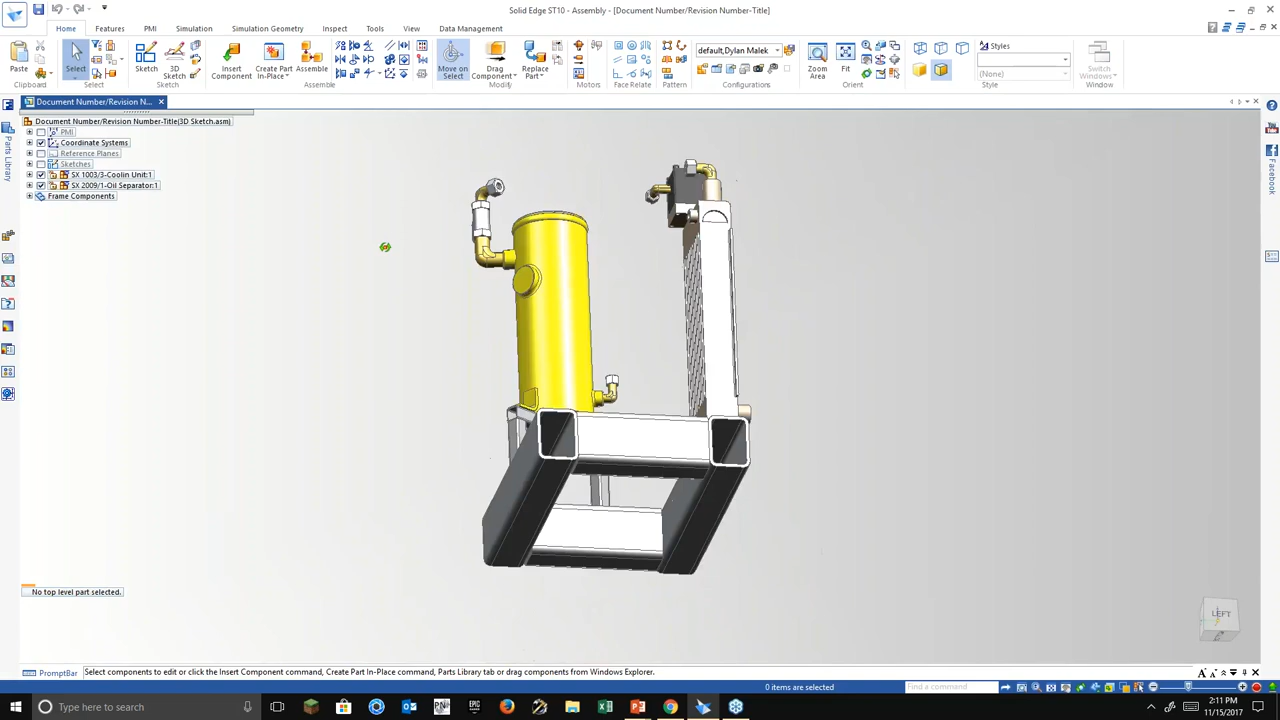 Solid Edge ST10 - Assembly - [Document Number/Revision Number-Title]
Home
Features
PMI
Simulation
Simulation Geometry
Inspect
Tools
View
Data Management
Paste
Select
Sketch
3D Sketch
Insert Component
Create Part In-Place
Assemble
Move on Select
Drag Component
Replace Part
default,Dylan Malek
Zoom Area
Fit
Styles
(None)
Switch Windows
Clipboard
Select
Sketch
Assemble
Modify
Motors
Face Relate
Pattern
Configurations
Orient
Style
Window
Document Number/Revision N...
Document Number/Revision Number-Title(3D Sketch.asm)
PMI
Coordinate Systems
Reference Planes
Sketches
SX 1003/3-Coolin Unit:1
SX 2009/1-Oil Separator:1
Frame Components
Parts Library
YouTube
Facebook
No top level part selected.
LEFT
PromptBar
Select components to edit or click the Insert Component command, Create Part In-Place command, Parts Library tab or drag components from Windows Explorer.
0 items are selected
Find a command
Type here to search
2:11 PM
11/15/2017